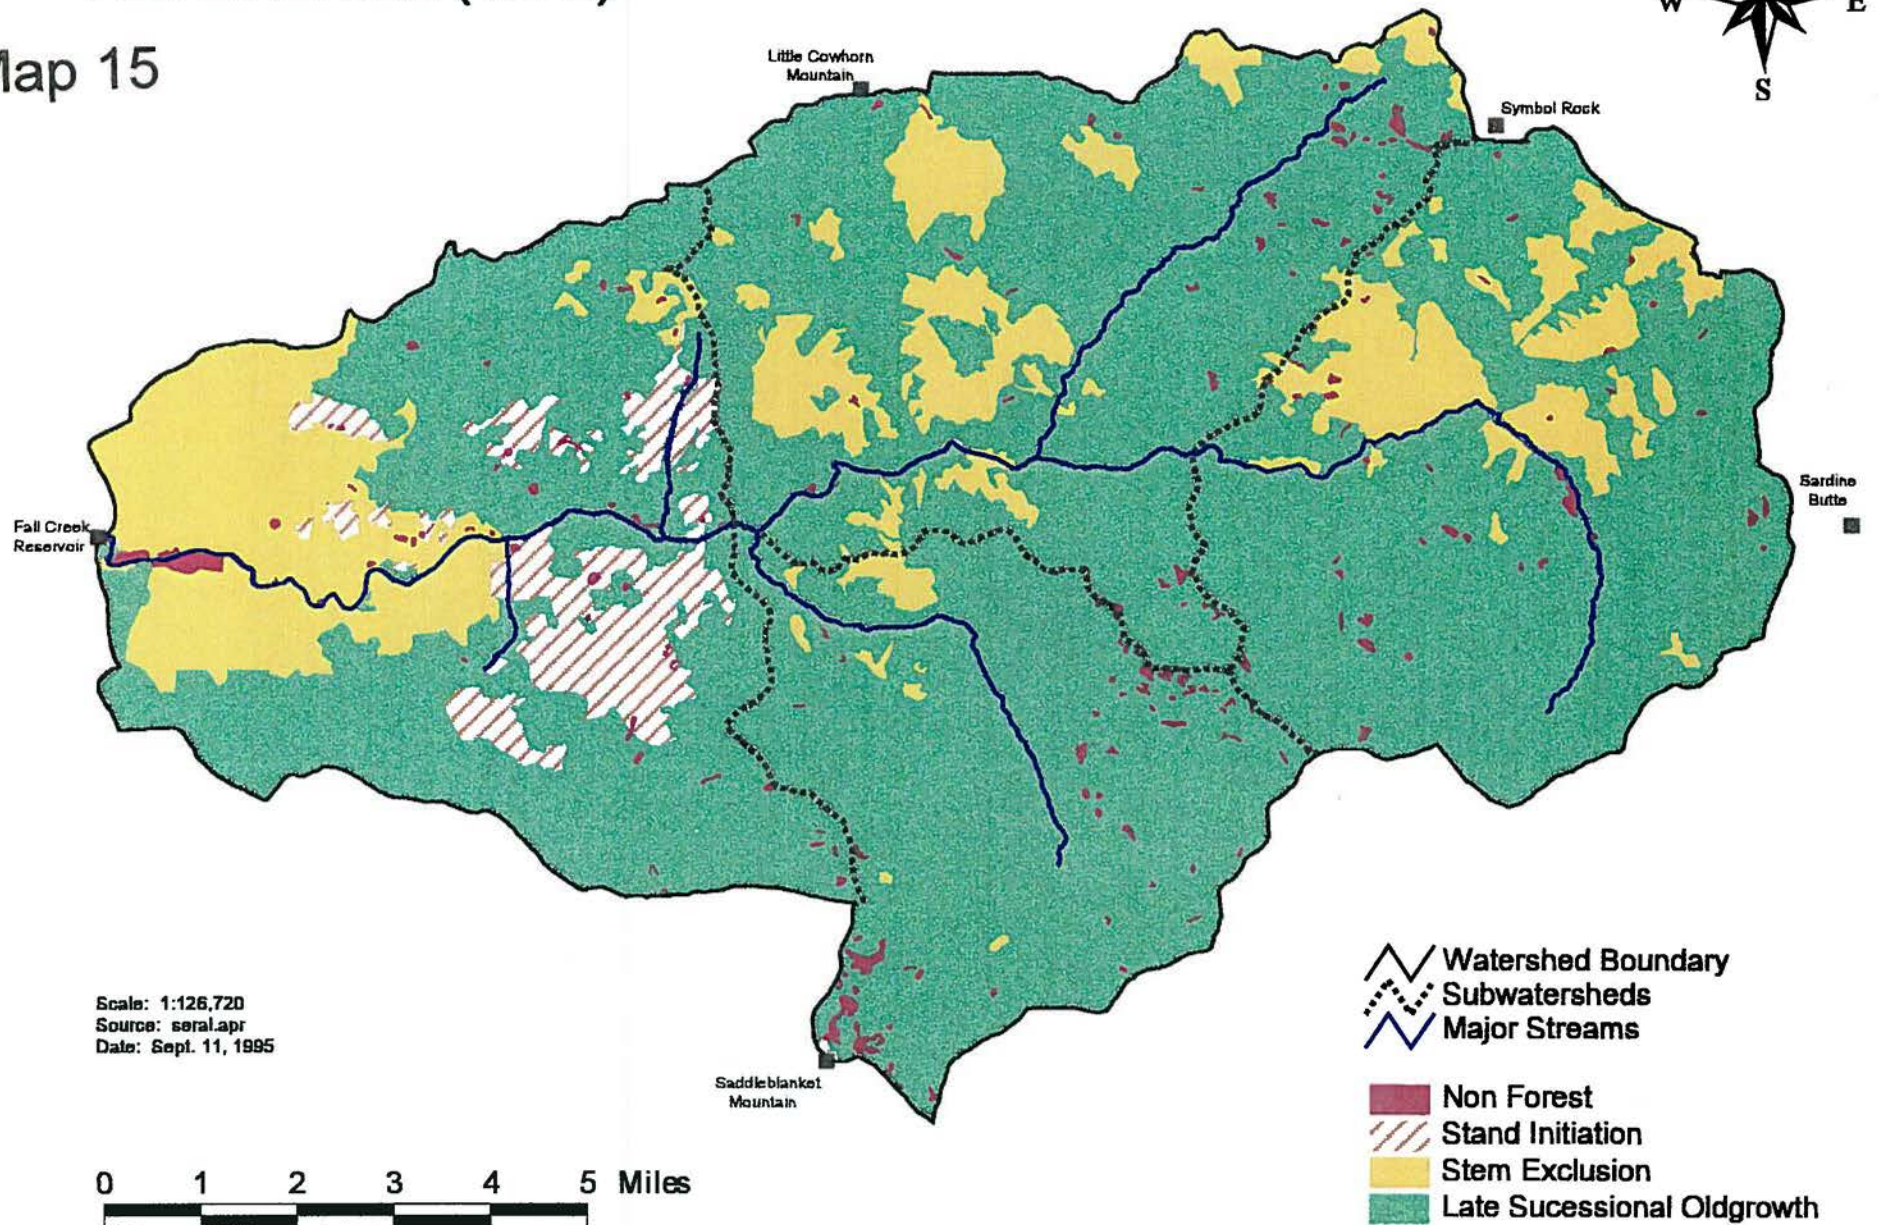 Map 15
W
E
S
Little Cowhorn
Mountain
Symbol Rock
Sardine
Butte
Fall Creek
Reservoir
Saddleblanket
Mountain
Scale: 1:126,720
Source: seral.apr
Date: Sept. 11, 1995
0 1 2 3 4 5 Miles
Watershed Boundary
Subwatersheds
Major Streams
Non Forest
Stand Initiation
Stem Exclusion
Late Sucessional Oldgrowth